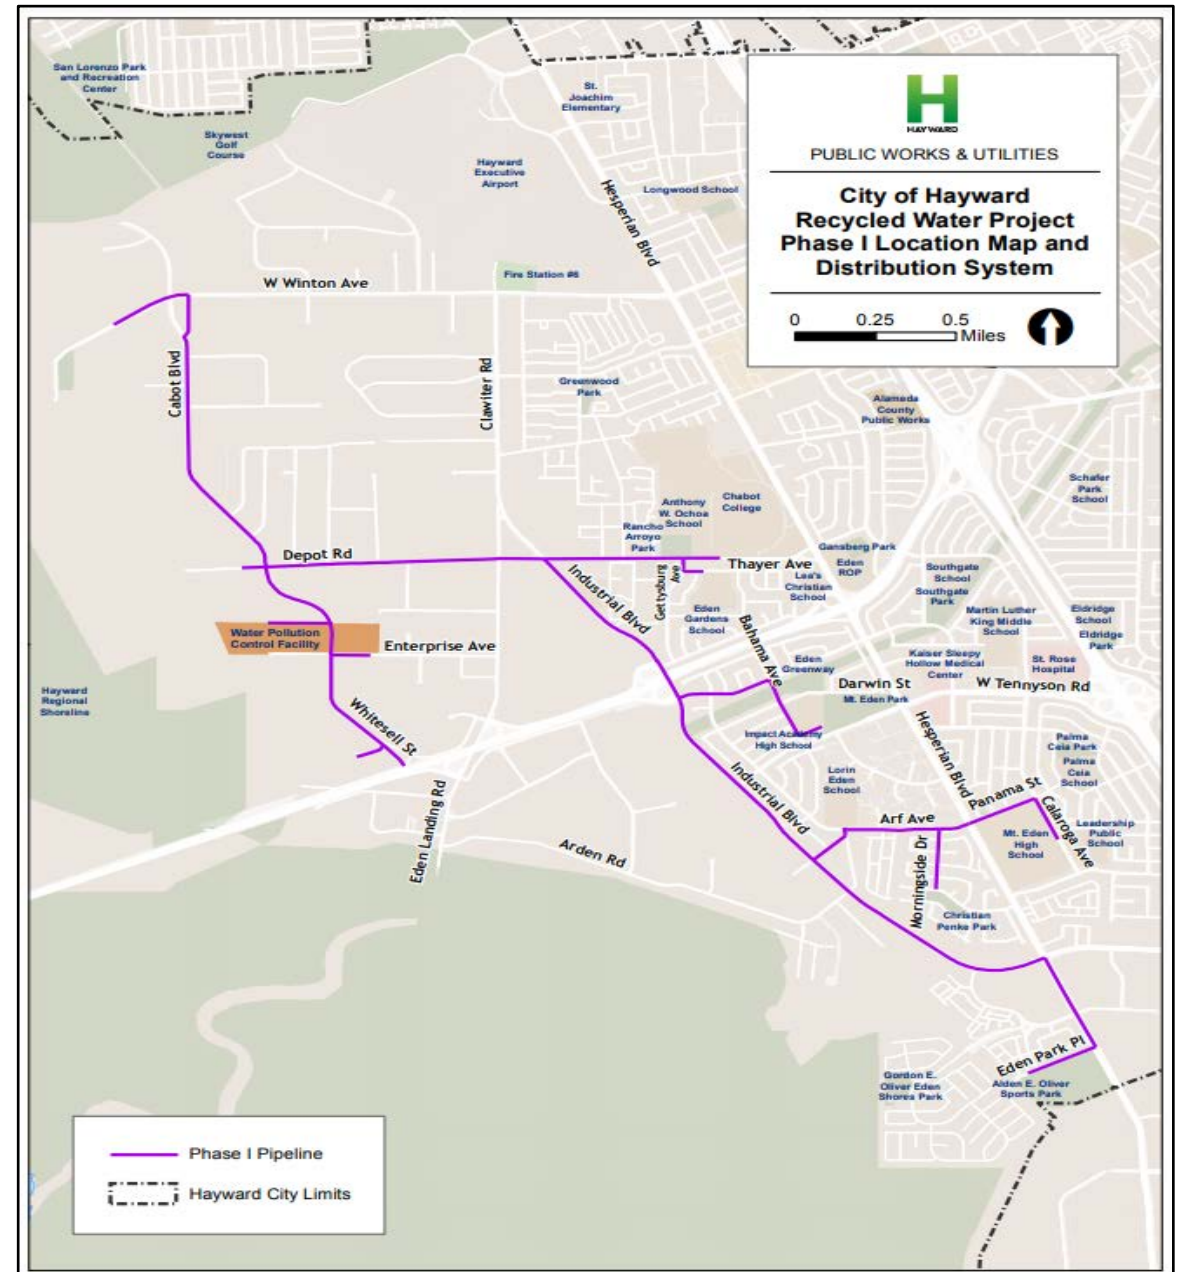 San Lorenzo Park
and Recreation
Center
Skywest
Golf
Course
St.
Joachim
Elementary
Hayward
Executive
Airport
Longwood School
Hesperian Blvd
H
HAYWARD
PUBLIC WORKS & UTILITIES
City of Hayward
Recycled Water Project
Phase I Location Map and
Distribution System
0 0.25 0.5
Miles
W Winton Ave
Fire Station #6
Cabot Blvd
Clawiter Rd
Greenwood
Park
Alameda
County
Public Works
Schafer
Park
School
Anthony
W. Ochoa
School
Chabot
College
Rancho
Arroyo
Park
Depot Rd
Thayer Ave
Gansberg Park
Eden
ROP
Lea's
Christian
School
Southgate
School
Southgate
Park
Industrial Blvd
Gettysburg
Ave
Eden
Gardens
School
Martin Luther
King Middle
School
Eldridge
School
Eldridge
Park
Water Pollution
Control Facility
Enterprise Ave
Bahama Ave
Eden
Greenway
Kaiser Sleepy
Hollow Medical
Center
St. Rose
Hospital
Hayward
Regional
Shoreline
Darwin St
W Tennyson Rd
Mt. Eden Park
Whitesell St
Impact Academy
High School
Hesperian Blvd
Palma
Ceia Park
Palma
Ceia
School
Industrial Blvd
Lorin
Eden
School
Panama St
Calaroga Ave
Eden Landing Rd
Arf Ave
Mt. Eden
High
School
Leadership
Public
School
Arden Rd
Morningside Dr
Christian
Penke Park
Eden Park Pl
Gordon E.
Oliver Eden
Shores Park
Alden E. Oliver
Sports Park
Phase I Pipeline
Hayward City Limits